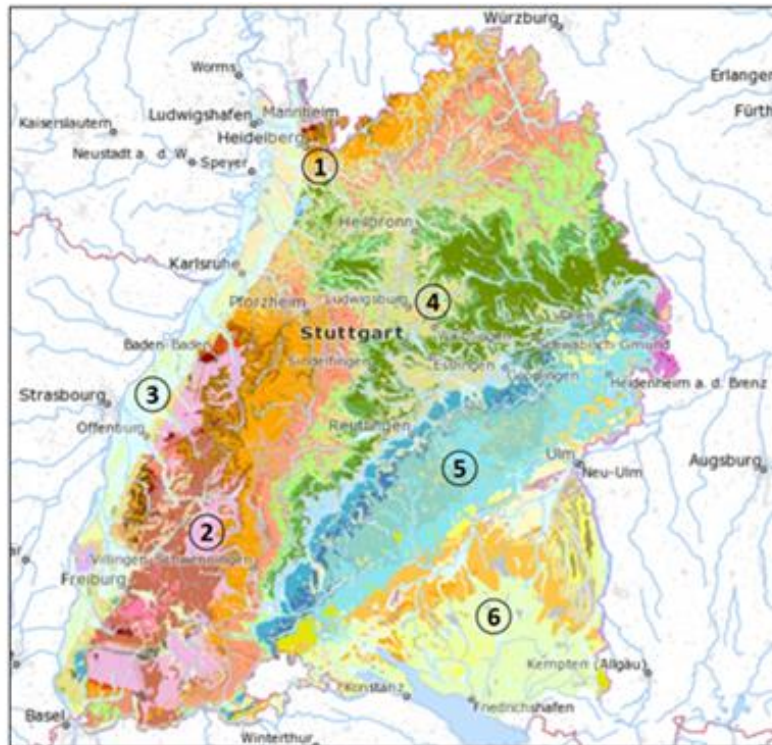 Würzburg
Worms
Erlangen
Ludwigshafen
Mannheim
Fürth
Kaiserslautern
Heidelberg
Neustadt a. d. W
Speyer
1
Heilbronn
Karlsruhe
Pforzheim
Ludwigsburg
4
Stuttgart
Baden-Baden
Sindelfingen
Schwäbisch Gmünd
Strasbourg
3
Heidenheim a. d. Brenz
Offenburg
Reutlingen
5
Ulm
Neu-Ulm
Augsburg
2
Villingen-Schwenningen
Freiburg
6
Kempten (Allgäu)
Konstanz
Friedrichshafen
Basel
Winterthur